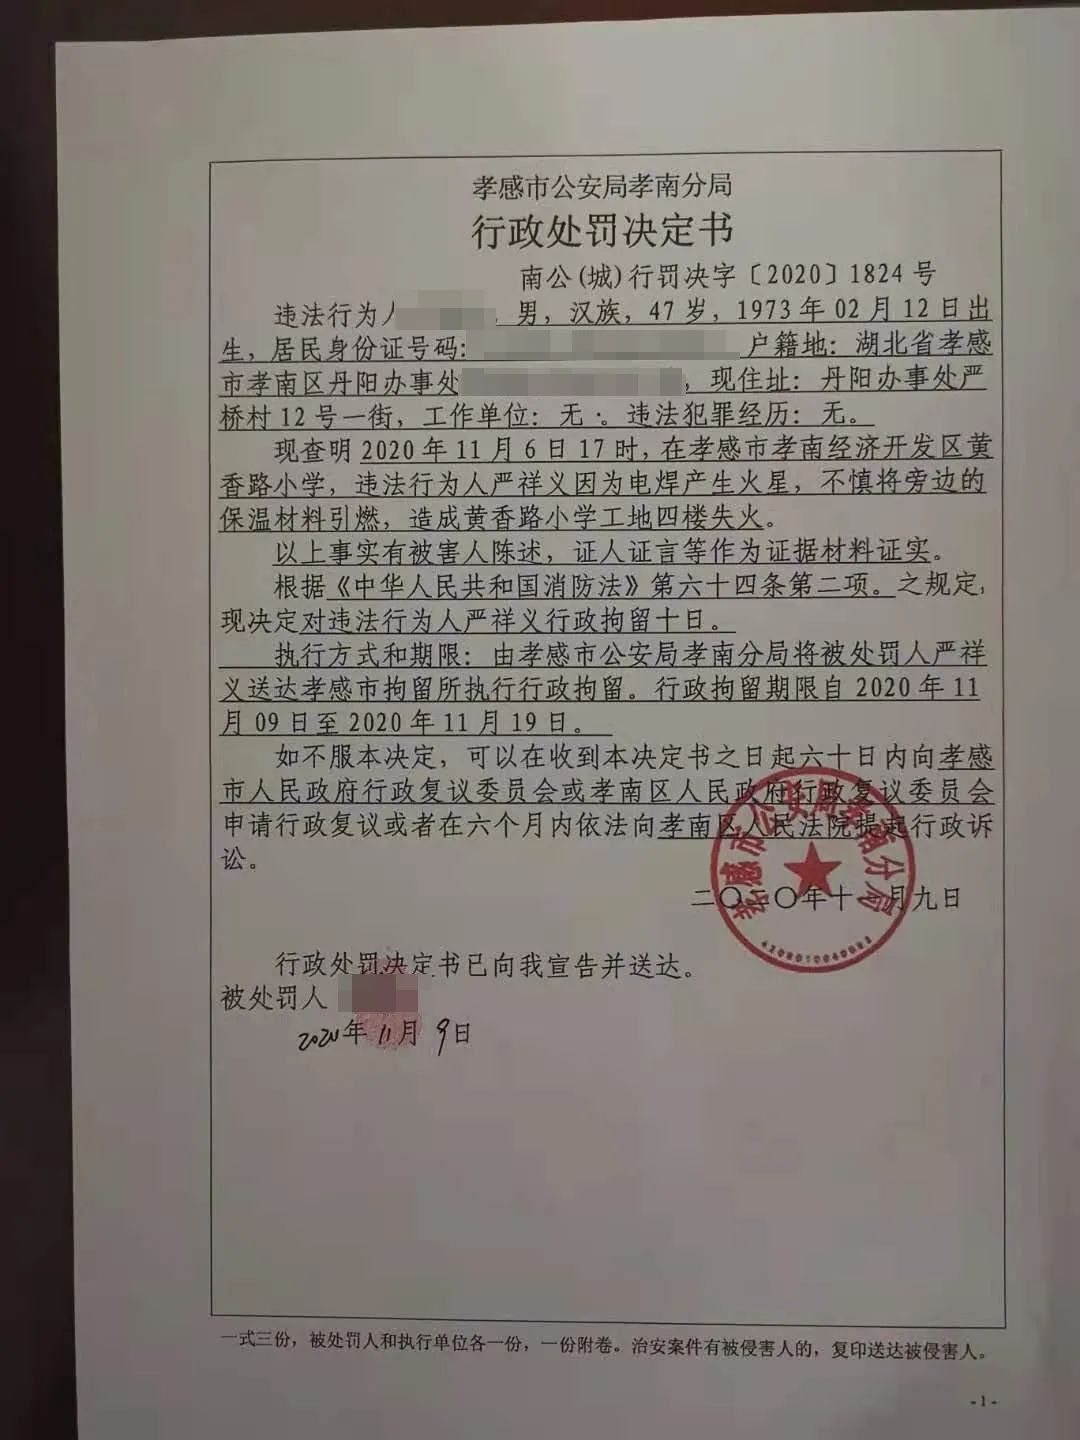 孝感市公安局孝南分局
行政处罚决定书
南公(城)行罚决字〔2020〕1824号
违法行为人 ，男，汉族，47岁，1973年02月12日出
生，居民身份证号码： 户籍地：湖北省孝感
市孝南区丹阳办事处 ，现住址：丹阳办事处严
桥村12号一街，工作单位：无。违法犯罪经历：无。
现查明2020年11月6日17时，在孝感市孝南经济开发区黄
香路小学，违法行为人严祥义因为电焊产生火星，不慎将旁边的
保温材料引燃，造成黄香路小学工地四楼失火。
以上事实有被害人陈述，证人证言等作为证据材料证实。
根据《中华人民共和国消防法》第六十四条第二项。之规定，
现决定对违法行为人严祥义行政拘留十日。
执行方式和期限：由孝感市公安局孝南分局将被处罚人严祥
义送达孝感市拘留所执行行政拘留。行政拘留期限自2020年11
月09日至2020年11月19日。
如不服本决定，可以在收到本决定书之日起六十日内向孝感
市人民政府行政复议委员会或孝南区人民政府行政复议委员会
申请行政复议或者在六个月内依法向孝南区人民法院提起行政诉
讼。
孝感市公安局孝南分局
二〇二〇年十一月九日
行政处罚决定书已向我宣告并送达。
被处罚人
2020年11月9日
一式三份，被处罚人和执行单位各一份，一份附卷。治安案件有被侵害人的，复印送达被侵害人。
-1-